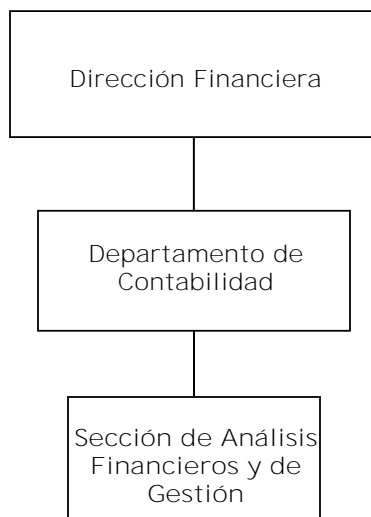 Dirección Financiera
Departamento de
Contabilidad
Sección de Análisis
Financieros y de
Gestión